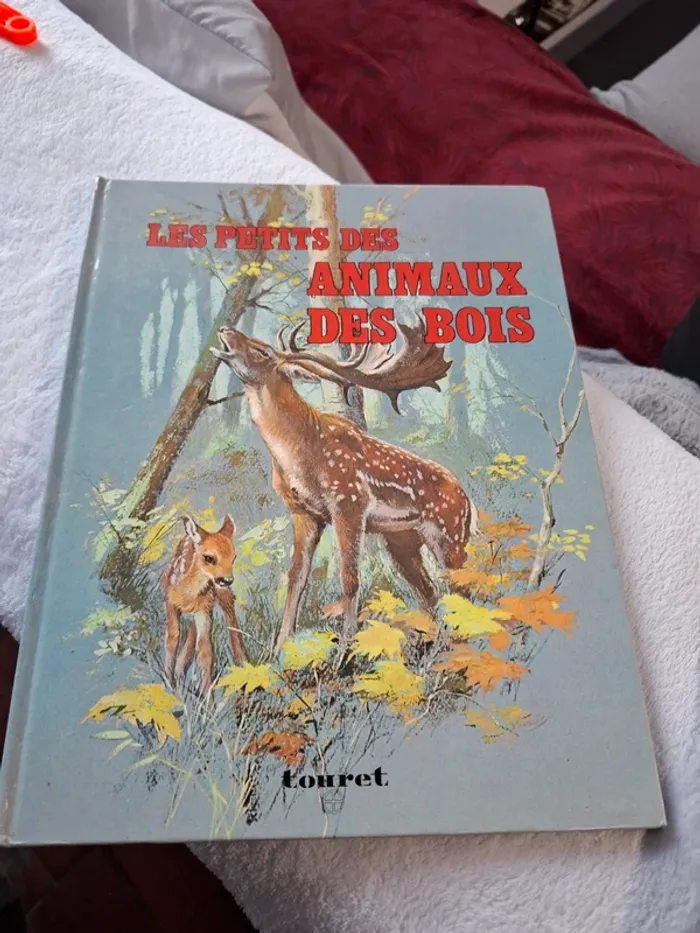 LES PETITS DES
ANIMAUX
DES BOIS
touret